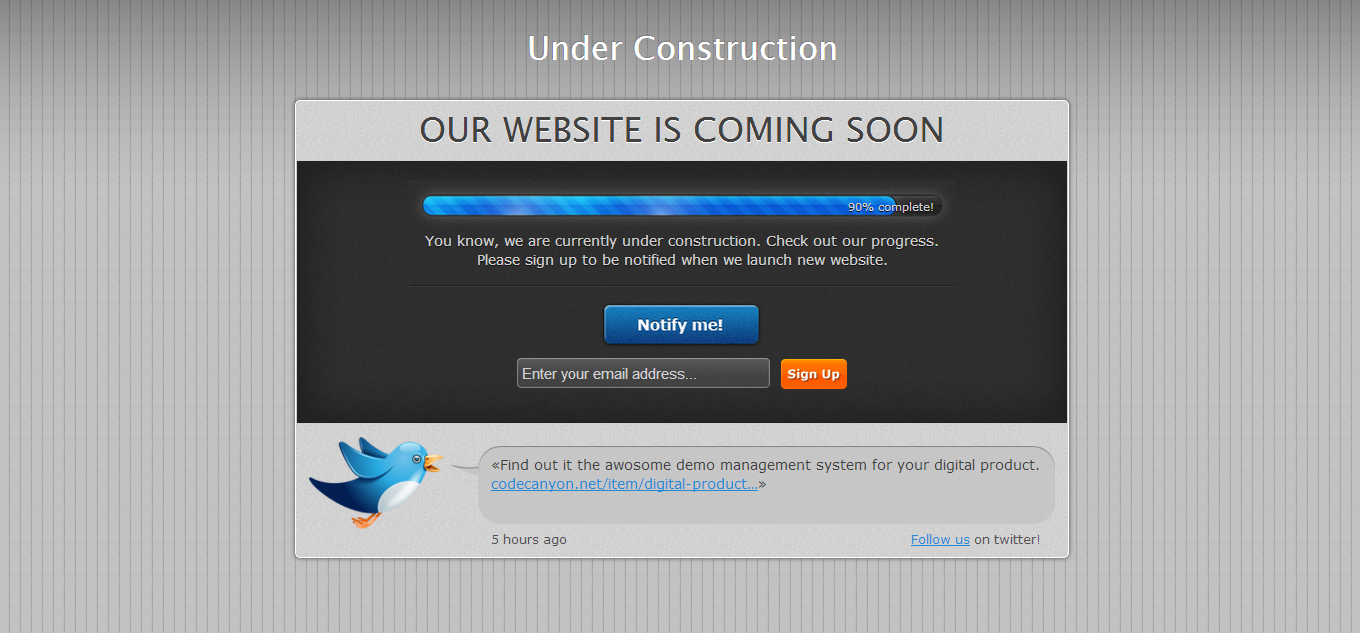 Under Construction
OUR WEBSITE IS COMING SOON
90% complete!
You know, we are currently under construction. Check out our progress.
Please sign up to be notified when we launch new website.
Notify me!
Enter your email address...
Sign Up
«Find out it the awosome demo management system for your digital product.
codecanyon.net/item/digital-product...»
5 hours ago
Follow us on twitter!